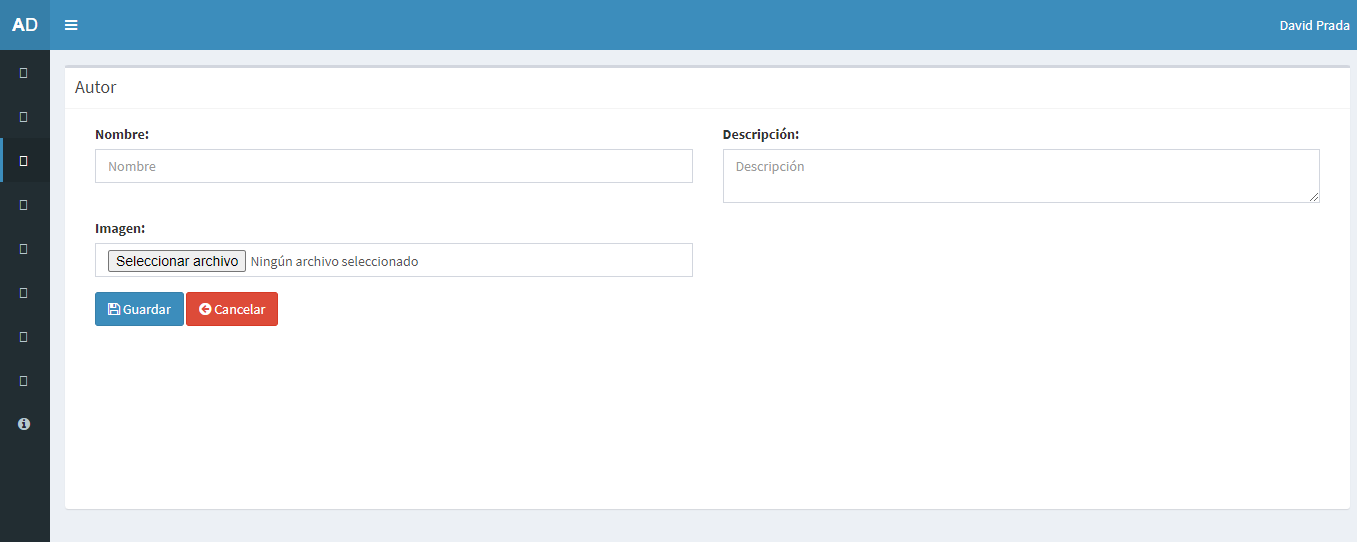 AD
David Prada
Autor
Nombre:
Nombre
Descripción:
Descripción
Imagen:
Seleccionar archivo Ningún archivo seleccionado
Guardar Cancelar